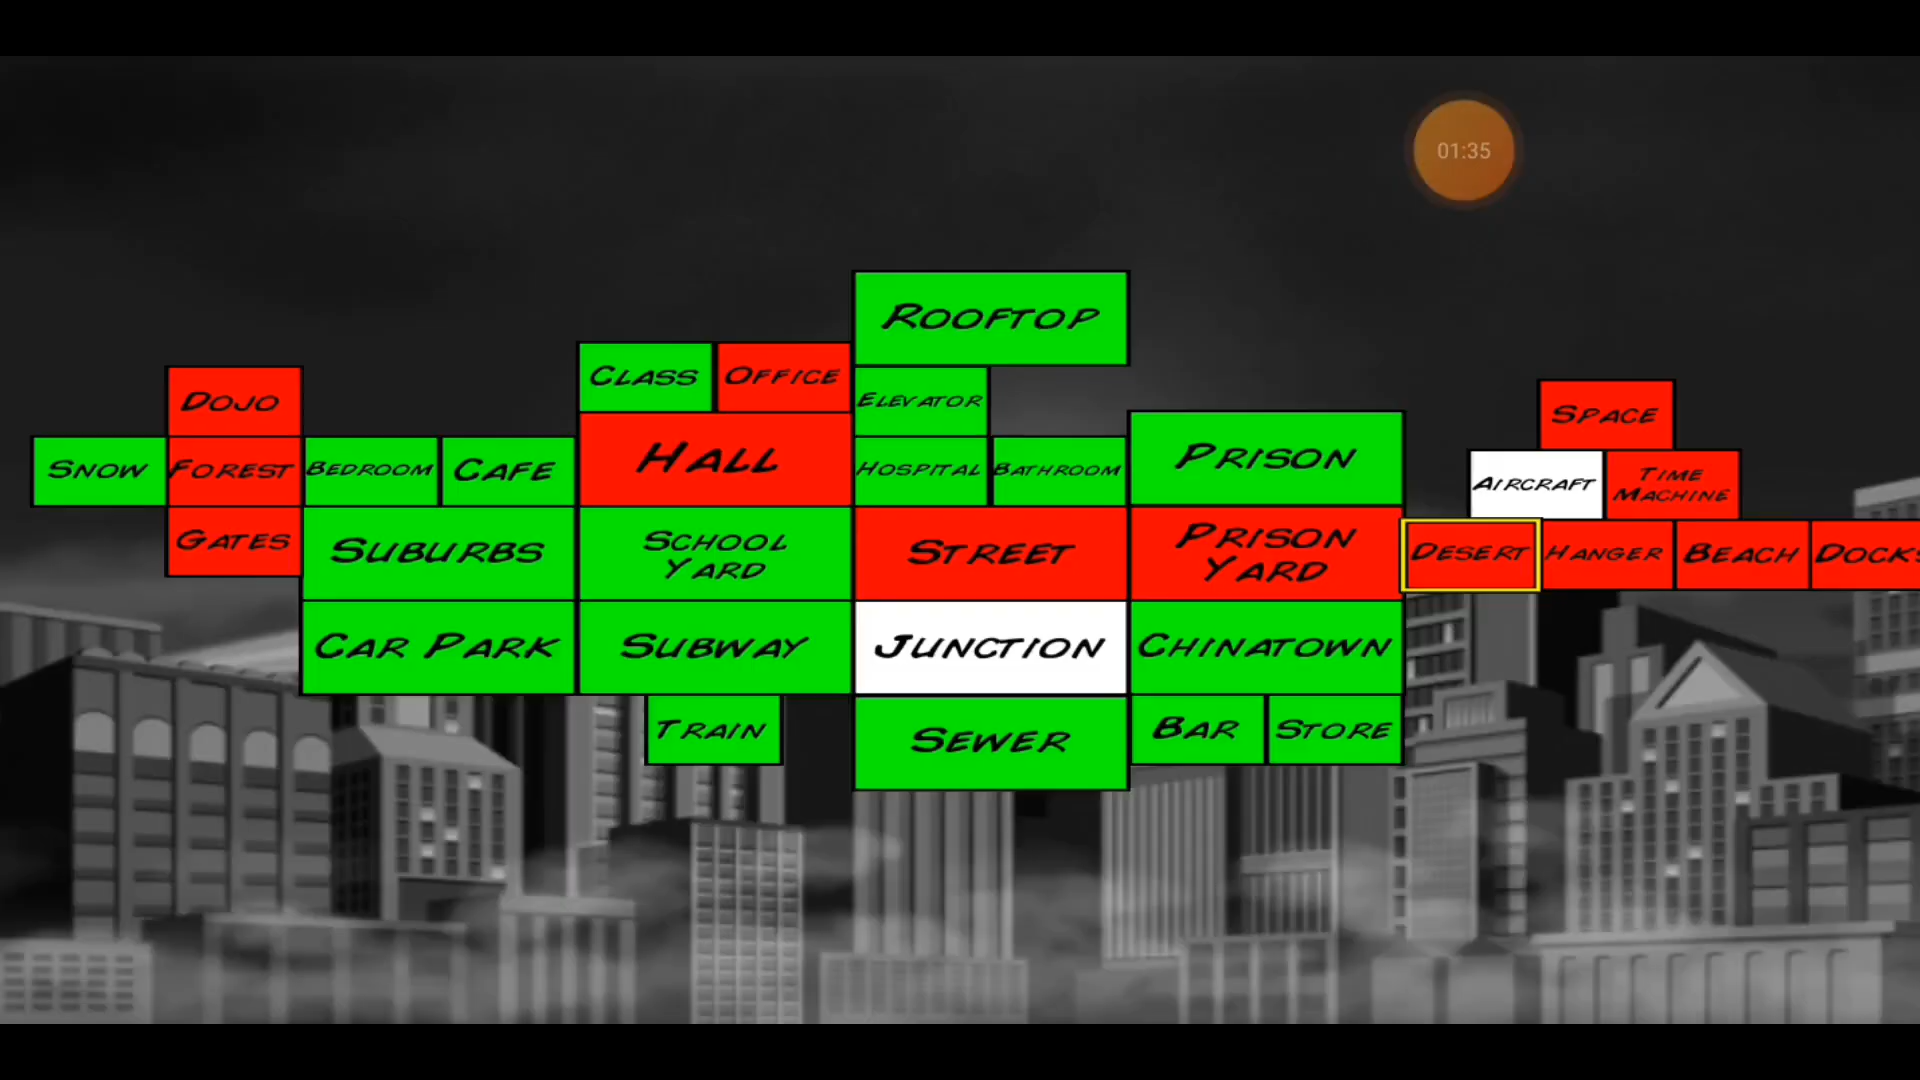 01:35
ROOFTOP
CLASS
OFFICE
ELEVATOR
DOJO
SPACE
HALL
PRISON
SNOW
FOREST
BEDROOM
CAFE
HOSPITAL
BATHROOM
AIRCRAFT
TIME
MACHINE
GATES
SUBURBS
SCHOOL
YARD
STREET
PRISON
YARD
DESERT
HANGER
BEACH
DOCKS
CAR PARK
SUBWAY
JUNCTION
CHINATOWN
TRAIN
SEWER
BAR
STORE